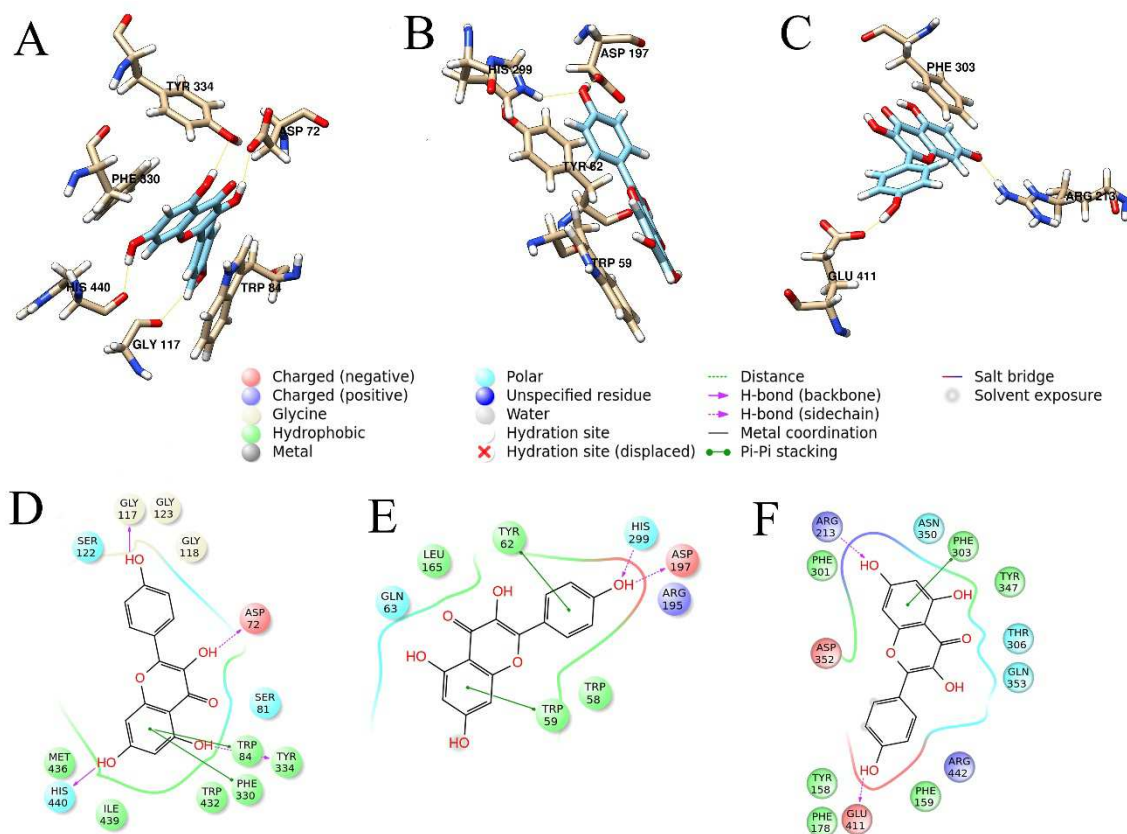 A
TYR 334
ASP 72
PHE 330
HIS 440
TRP 84
GLY 117
B
ASP 197
HIS 299
TYR 62
TRP 59
C
PHE 303
ARG 213
GLU 411
Charged (negative)
Charged (positive)
Glycine
Hydrophobic
Metal
Polar
Unspecified residue
Water
Hydration site
Hydration site (displaced)
Distance
H-bond (backbone)
H-bond (sidechain)
Metal coordination
Pi-Pi stacking
Salt bridge
Solvent exposure
D
GLY
117
GLY
123
SER
122
GLY
118
HO
ASP
72
OH
O
O
SER
81
OH
TRP
84
TYR
334
HO
MET
436
HIS
440
ILE
439
TRP
432
PHE
330
E
TYR
62
HIS
299
LEU
165
ASP
197
OH
ARG
195
GLN
63
OH
O
HO
O
TRP
58
TRP
59
HO
F
ARG
213
ASN
350
PHE
303
PHE
301
HO
TYR
347
OH
THR
306
O
ASP
352
GLN
353
O
OH
ARG
442
OH
TYR
158
PHE
159
PHE
178
GLU
411